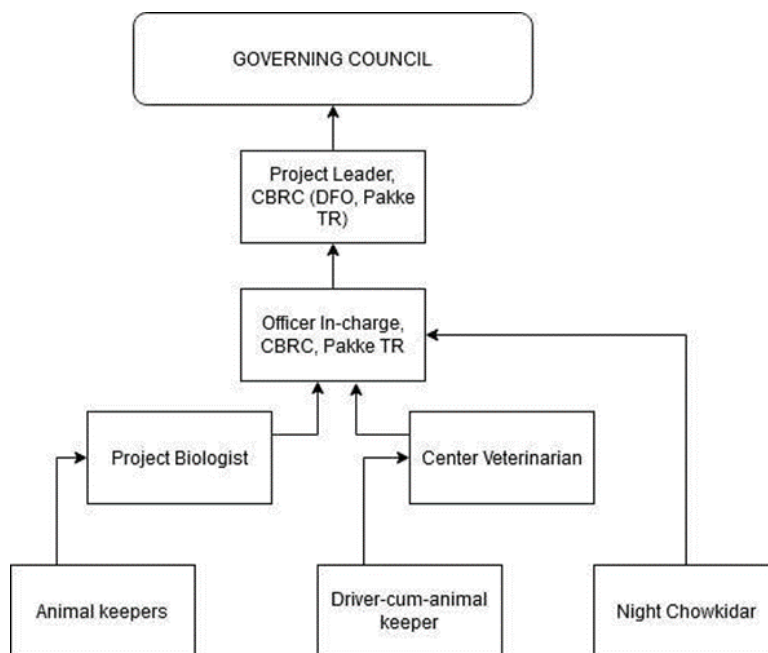 GOVERNING COUNCIL
Project Leader,
CBRC (DFO, Pakke
TR)
Officer In-charge,
CBRC, Pakke TR
Project Biologist
Center Veterinarian
Animal keepers
Driver-cum-animal
keeper
Night Chowkidar